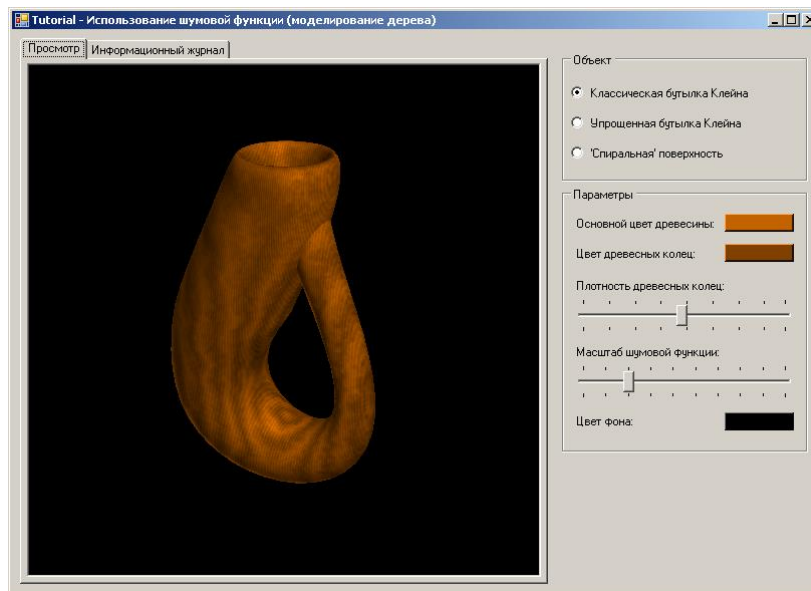 Tutorial - Использование шумовой функции (моделирование дерева)
Просмотр
Информационный журнал
Объект
Классическая бутылка Клейна
Упрощенная бутылка Клейна
'Спиральная' поверхность
Параметры
Основной цвет древесины:
Цвет древесных колец:
Плотность древесных колец:
Масштаб шумовой функции:
Цвет фона: